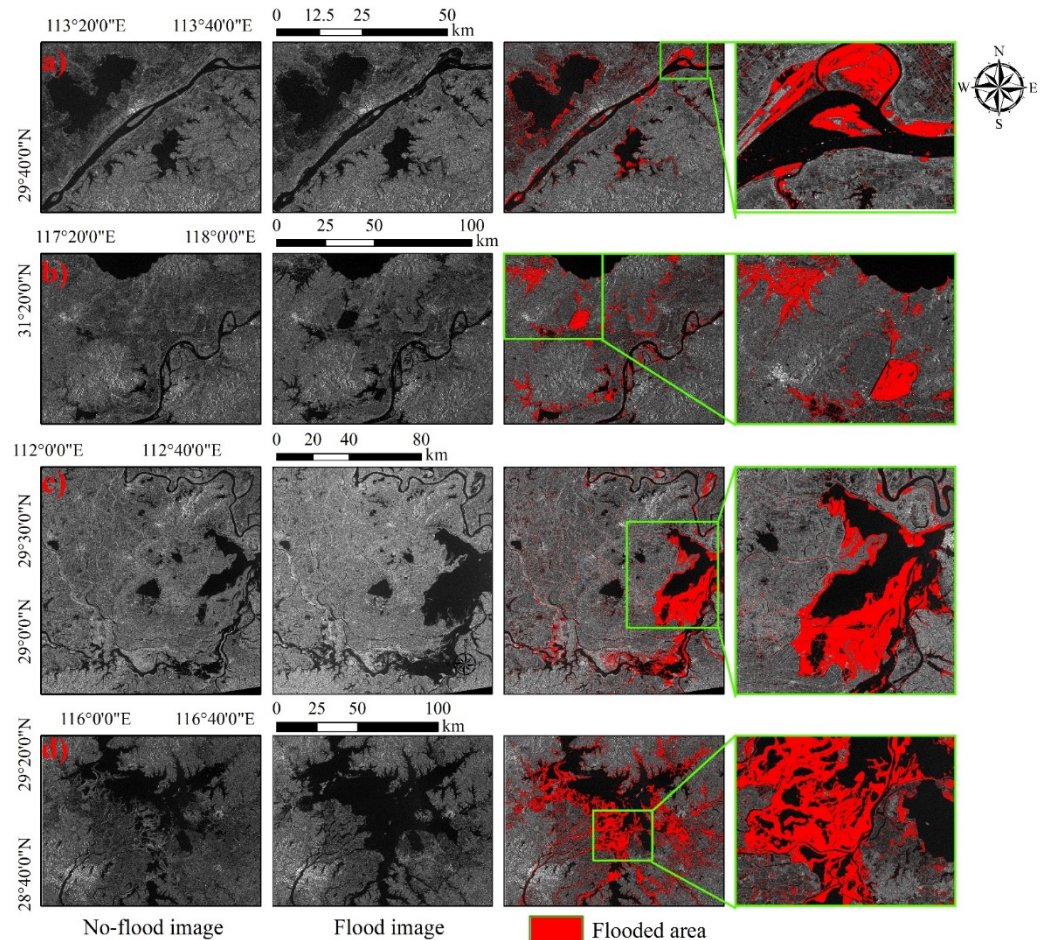 113°20'0"E 113°40'0"E
0 12.5 25 50
km
a)
29°40'0"N
N
W E
S
117°20'0"E 118°0'0"E
0 25 50 100
km
b)
31°20'0"N
112°0'0"E 112°40'0"E
0 20 40 80
km
c)
29°30'0"N
29°0'0"N
116°0'0"E 116°40'0"E
0 25 50 100
km
d)
29°20'0"N
28°40'0"N
No-flood image Flood image Flooded area